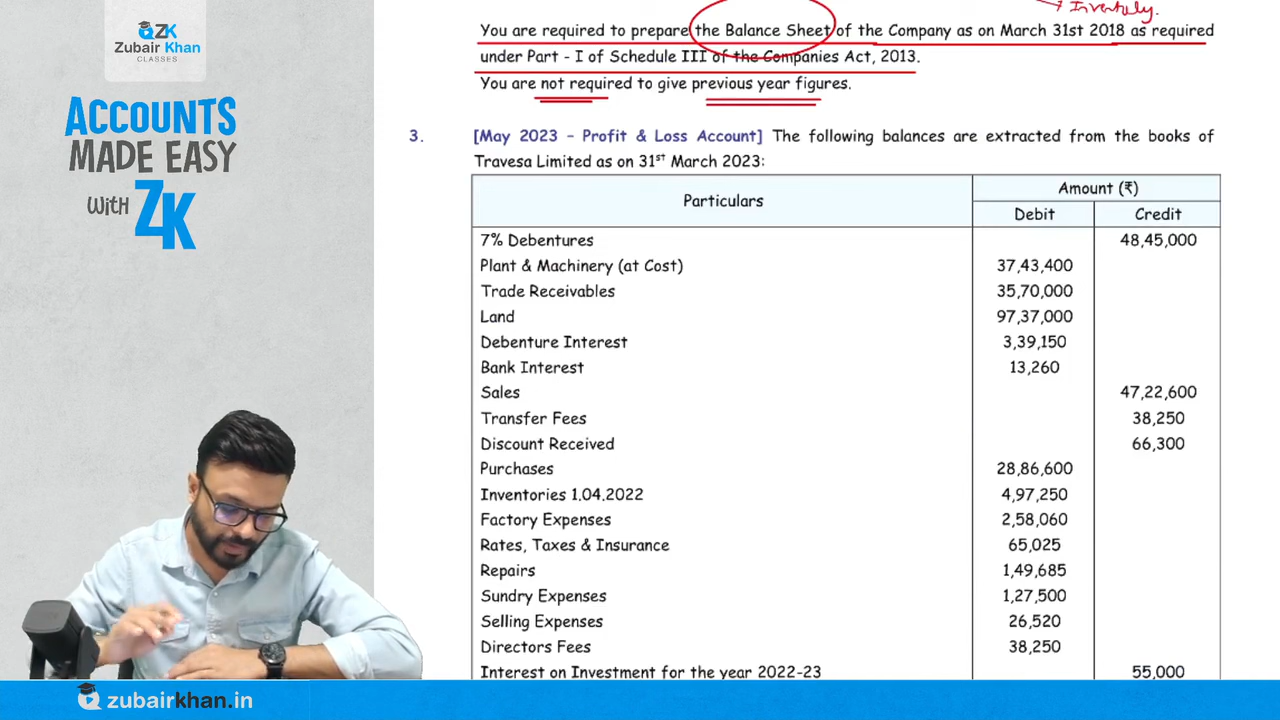 ZK
Zubair Khan
CLASSES
ACCOUNTS
MADE EASY
WITH ZK
→ Inventory.
You are required to prepare the Balance Sheet of the Company as on March 31st 2018 as required
under Part - I of Schedule III of the Companies Act, 2013.
You are not required to give previous year figures.
3. [May 2023 – Profit & Loss Account] The following balances are extracted from the books of
Travesa Limited as on 31st March 2023:
Particulars Amount (₹)
Debit Credit
7% Debentures 48,45,000
Plant & Machinery (at Cost) 37,43,400
Trade Receivables 35,70,000
Land 97,37,000
Debenture Interest 3,39,150
Bank Interest 13,260
Sales 47,22,600
Transfer Fees 38,250
Discount Received 66,300
Purchases 28,86,600
Inventories 1.04.2022 4,97,250
Factory Expenses 2,58,060
Rates, Taxes & Insurance 65,025
Repairs 1,49,685
Sundry Expenses 1,27,500
Selling Expenses 26,520
Directors Fees 38,250
Interest on Investment for the year 2022-23 55,000
zubairkhan.in